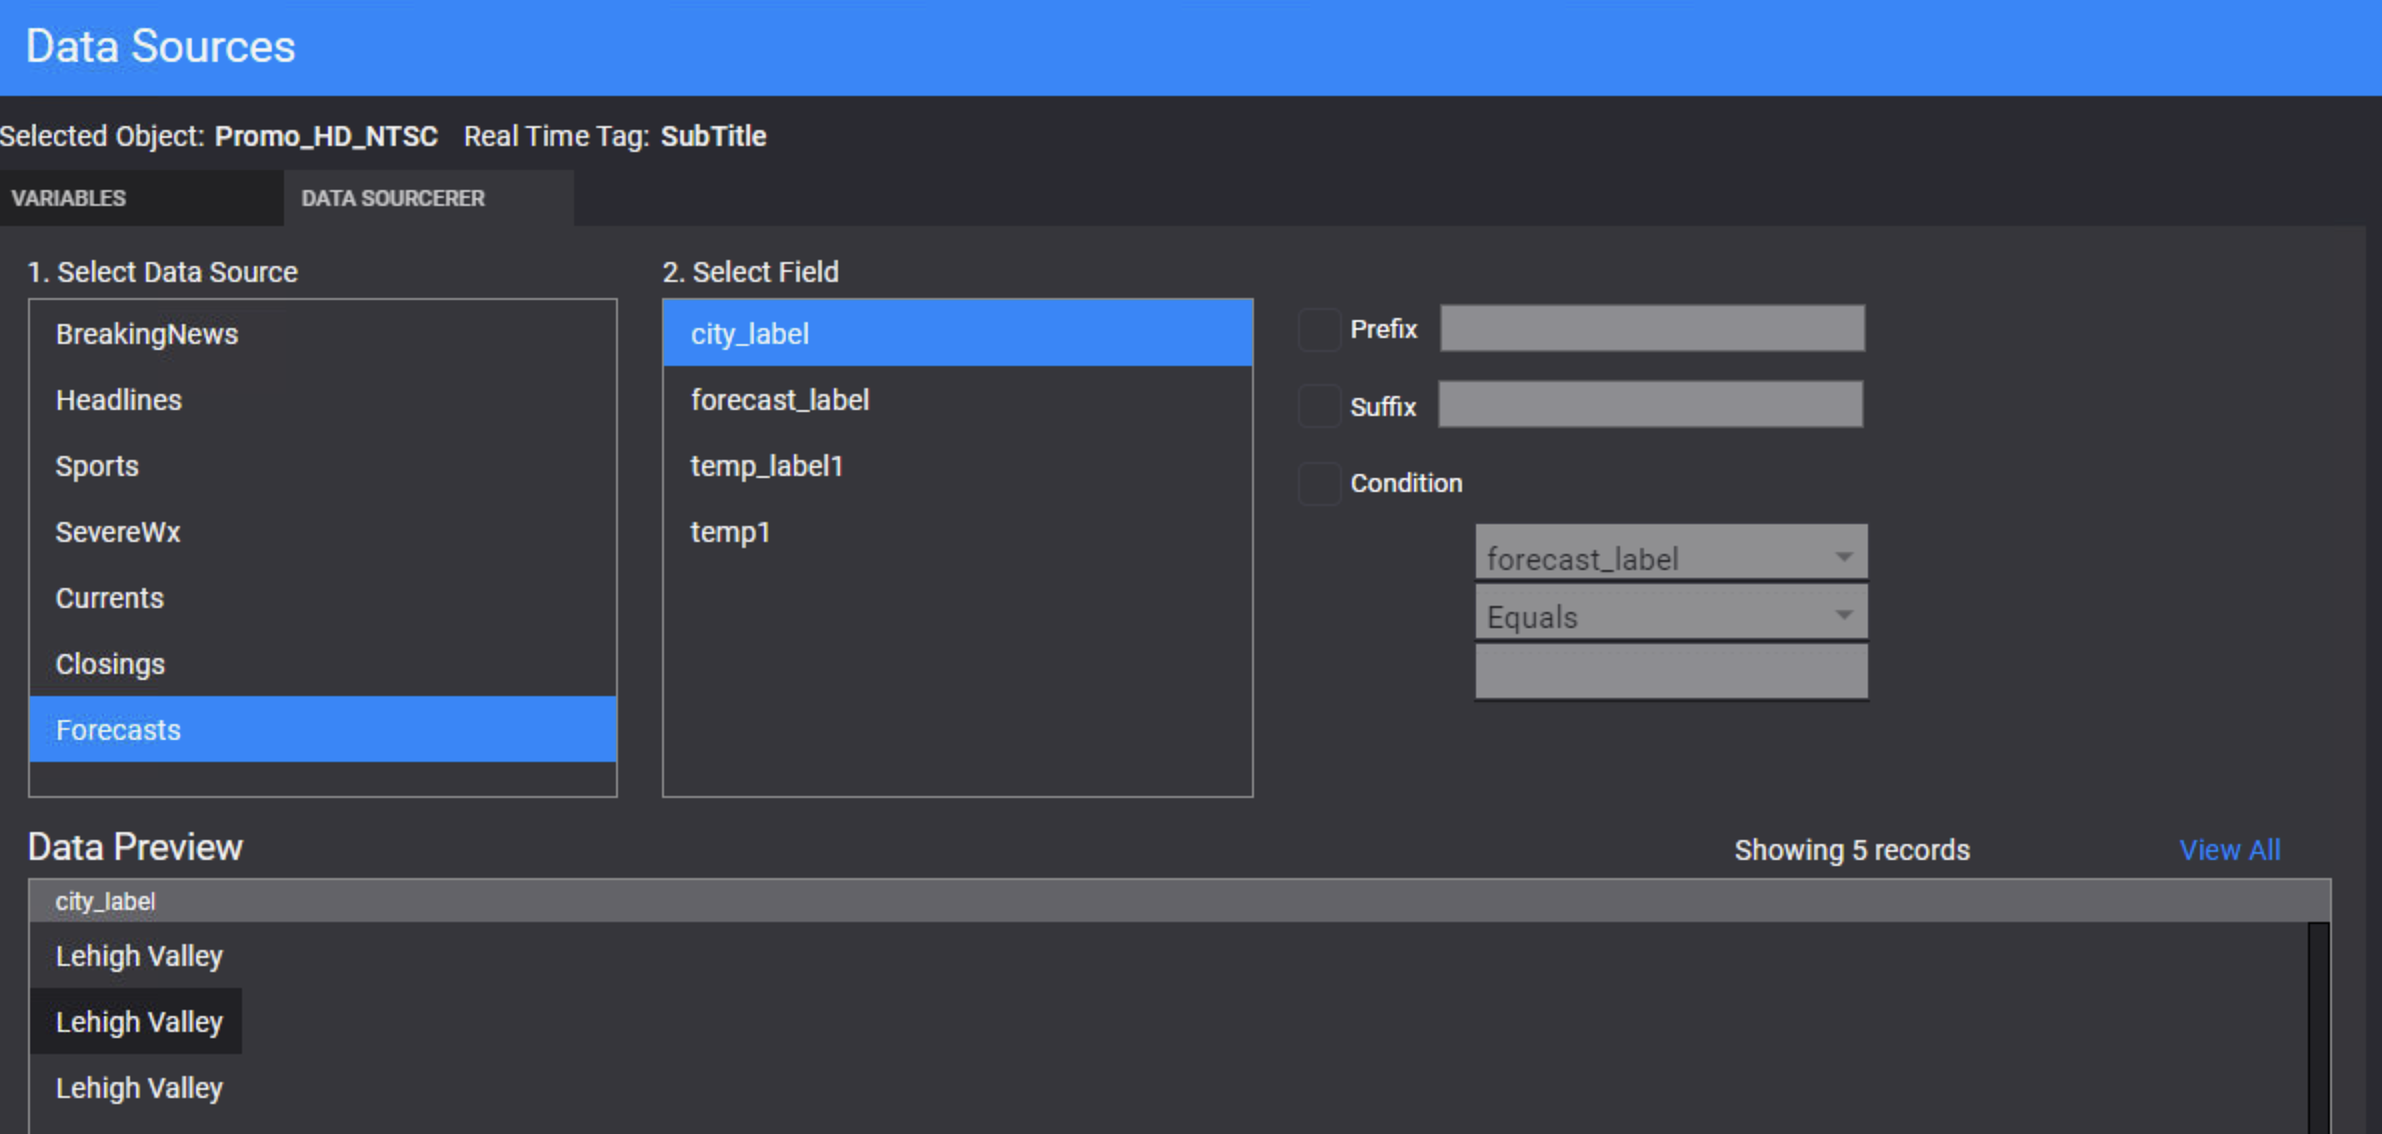 Data Sources
Selected Object: Promo_HD_NTSC Real Time Tag: SubTitle
VARIABLES DATA SOURCERER
1. Select Data Source
BreakingNews
Headlines
Sports
SevereWx
Currents
Closings
Forecasts
2. Select Field
city_label
forecast_label
temp_label1
temp1
Prefix
Suffix
Condition
forecast_label
Equals
Data Preview Showing 5 records View All
city_label
Lehigh Valley
Lehigh Valley
Lehigh Valley